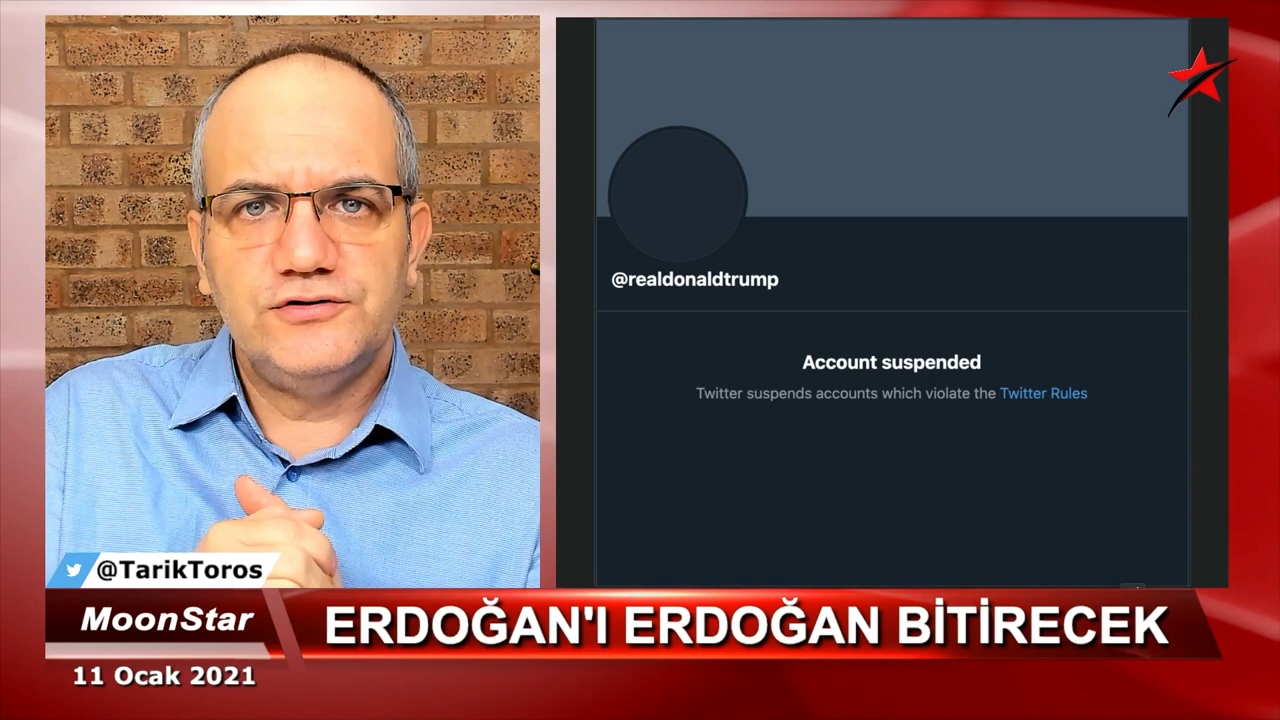 @realdonaldtrump
Account suspended
Twitter suspends accounts which violate the Twitter Rules
@TarikToros
MoonStar
ERDOĞAN'I ERDOĞAN BİTİRECEK
11 Ocak 2021